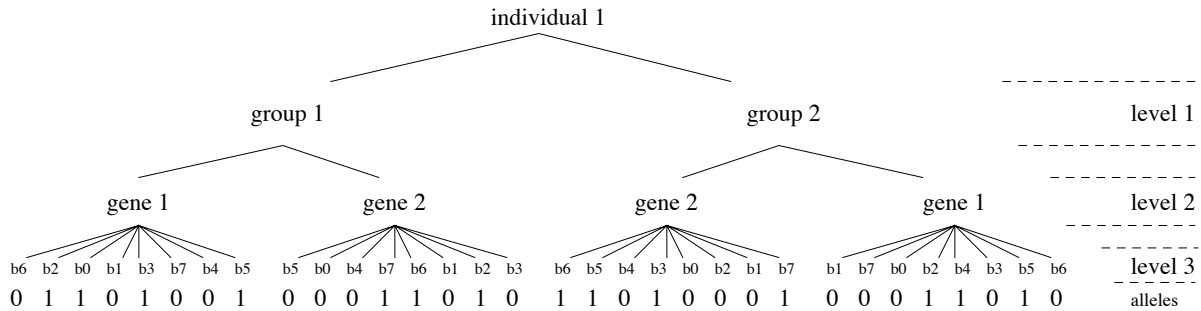 individual 1
group 1 group 2 level 1
gene 1 gene 2 gene 2 gene 1 level 2
b6 b2 b0 b1 b3 b7 b4 b5 b5 b0 b4 b7 b6 b1 b2 b3 b6 b5 b4 b3 b0 b2 b1 b7 b1 b7 b0 b2 b4 b3 b5 b6 level 3
0 1 1 0 1 0 0 1 0 0 0 1 1 0 1 0 1 1 0 1 0 0 0 1 0 0 0 1 1 0 1 0 alleles